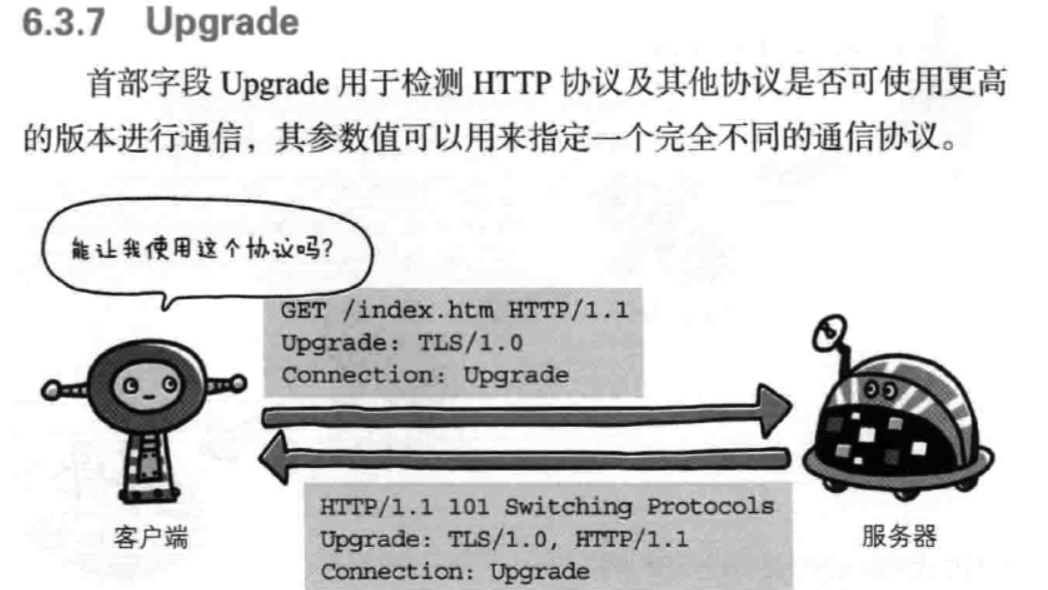 6.3.7 Upgrade
首部字段 Upgrade 用于检测 HTTP 协议及其他协议是否可使用更高
的版本进行通信，其参数值可以用来指定一个完全不同的通信协议。
能让我使用这个协议吗？
GET /index.htm HTTP/1.1
Upgrade: TLS/1.0
Connection: Upgrade
HTTP/1.1 101 Switching Protocols
Upgrade: TLS/1.0, HTTP/1.1
Connection: Upgrade
客户端
服务器